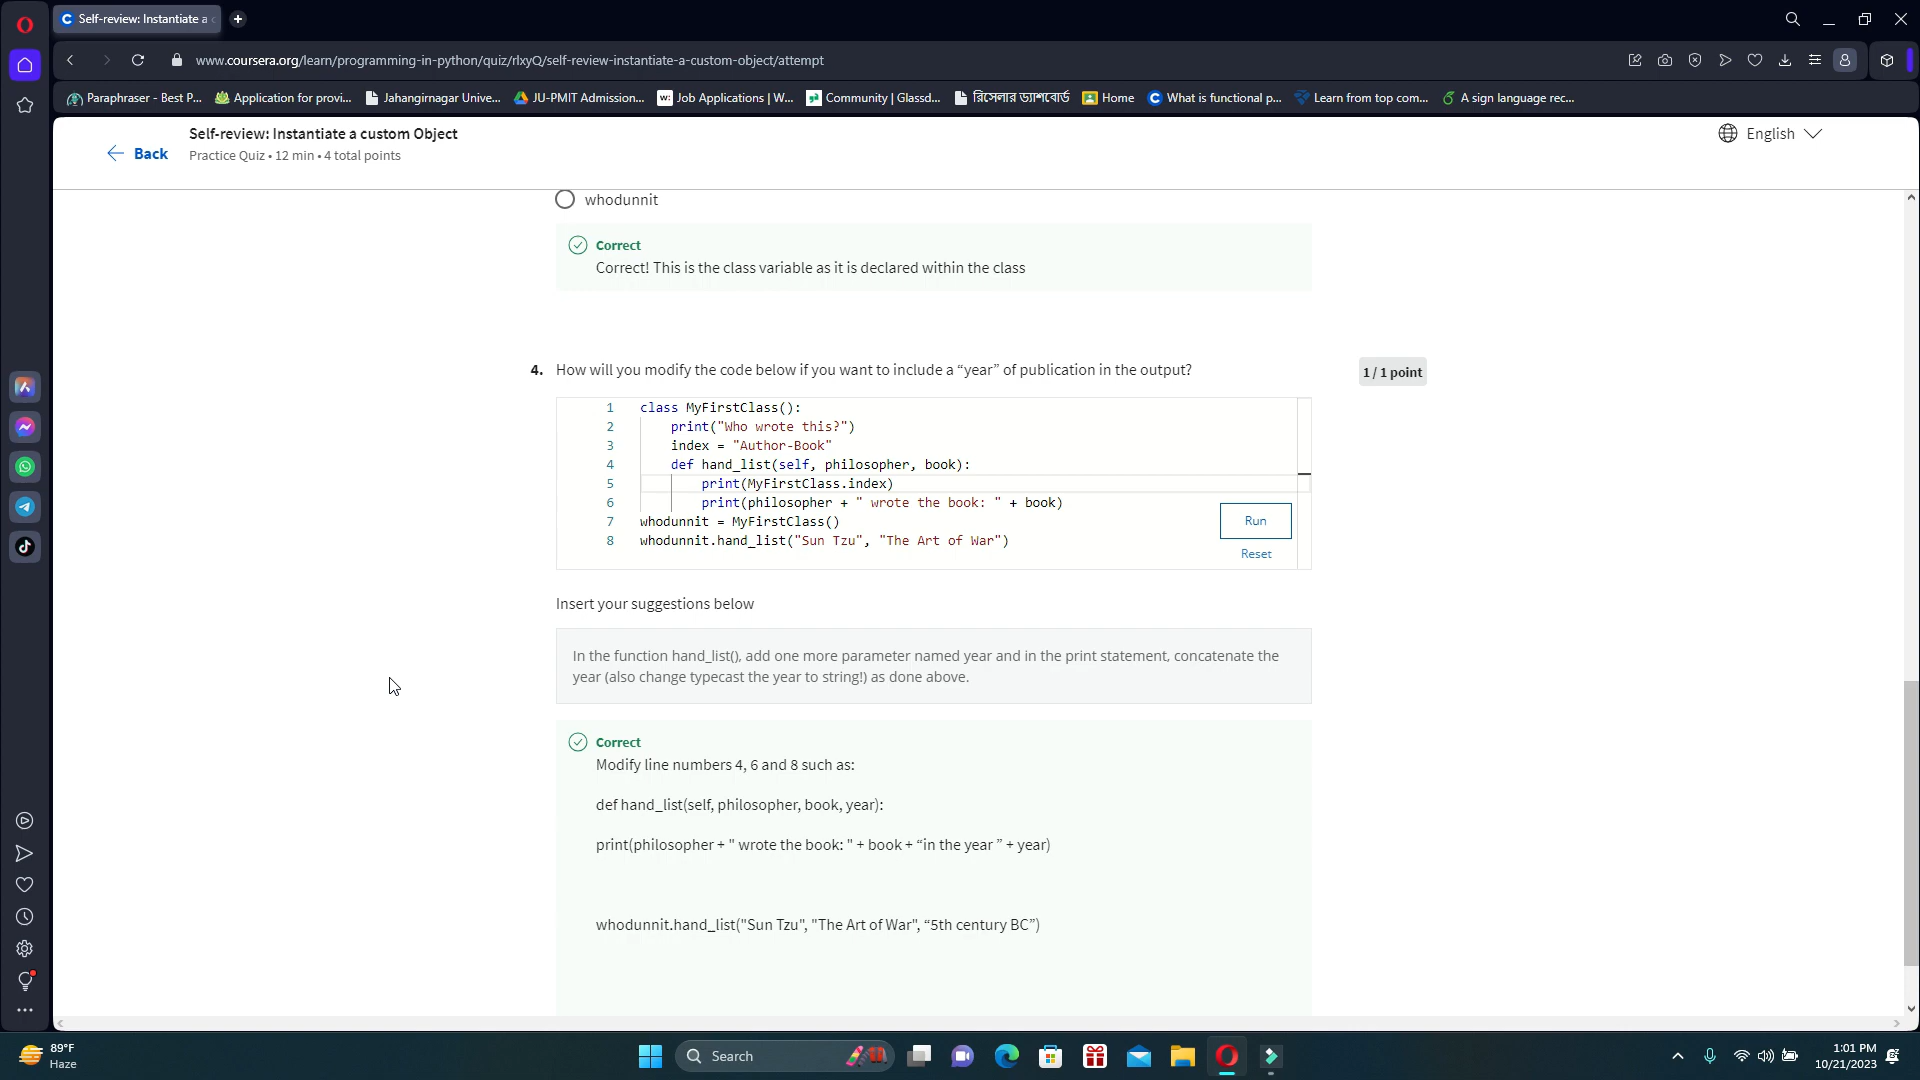 Self-review: Instantiate a c
www.coursera.org/learn/programming-in-python/quiz/rlxyQ/self-review-instantiate-a-custom-object/attempt
Paraphraser - Best P... Application for provi... Jahangirnagar Unive... JU-PMIT Admission... Job Applications | W... Community | Glassd... রিসেলার ড্যাশবোর্ড Home What is functional p... Learn from top com... A sign language rec...
Self-review: Instantiate a custom Object
Back
Practice Quiz • 12 min • 4 total points
English
whodunnit
Correct
Correct! This is the class variable as it is declared within the class
4. How will you modify the code below if you want to include a “year” of publication in the output?
1 / 1 point
1 class MyFirstClass():
2 print("Who wrote this?")
3 index = "Author-Book"
4 def hand_list(self, philosopher, book):
5 print(MyFirstClass.index)
6 print(philosopher + " wrote the book: " + book)
7 whodunnit = MyFirstClass()
8 whodunnit.hand_list("Sun Tzu", "The Art of War")
Run
Reset
Insert your suggestions below
In the function hand_list(), add one more parameter named year and in the print statement, concatenate the
year (also change typecast the year to string!) as done above.
Correct
Modify line numbers 4, 6 and 8 such as:
def hand_list(self, philosopher, book, year):
print(philosopher + " wrote the book: " + book + “in the year ” + year)
whodunnit.hand_list("Sun Tzu", "The Art of War", “5th century BC”)
89°F
Haze
Search
1:01 PM
10/21/2023